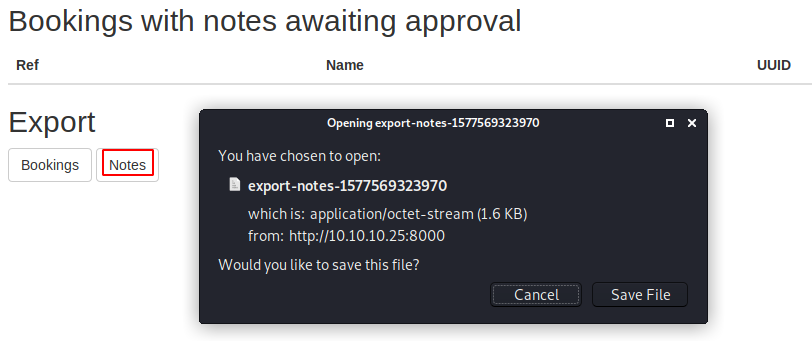 Bookings with notes awaiting approval
Ref Name UUID
Export
Bookings Notes
Opening export-notes-1577569323970
You have chosen to open:
export-notes-1577569323970
which is: application/octet-stream (1.6 KB)
from: http://10.10.10.25:8000
Would you like to save this file?
Cancel Save File